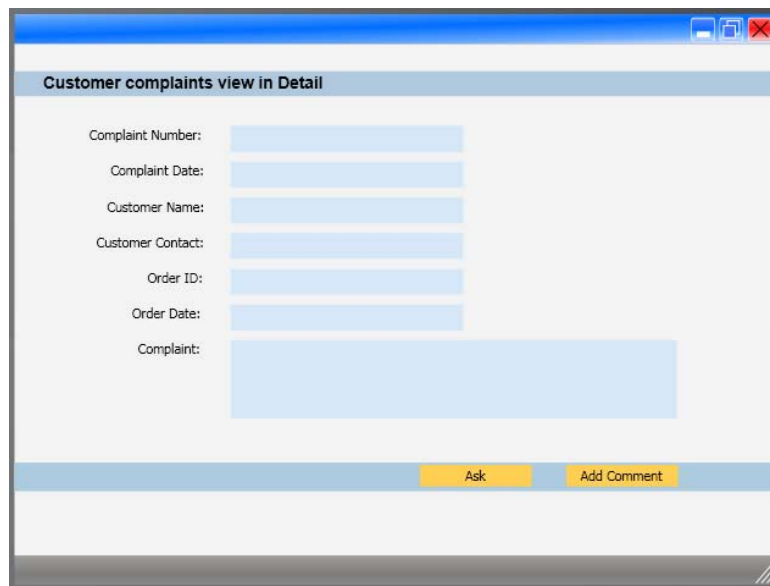 Customer complaints view in Detail
Complaint Number:
Complaint Date:
Customer Name:
Customer Contact:
Order ID:
Order Date:
Complaint:
Ask
Add Comment